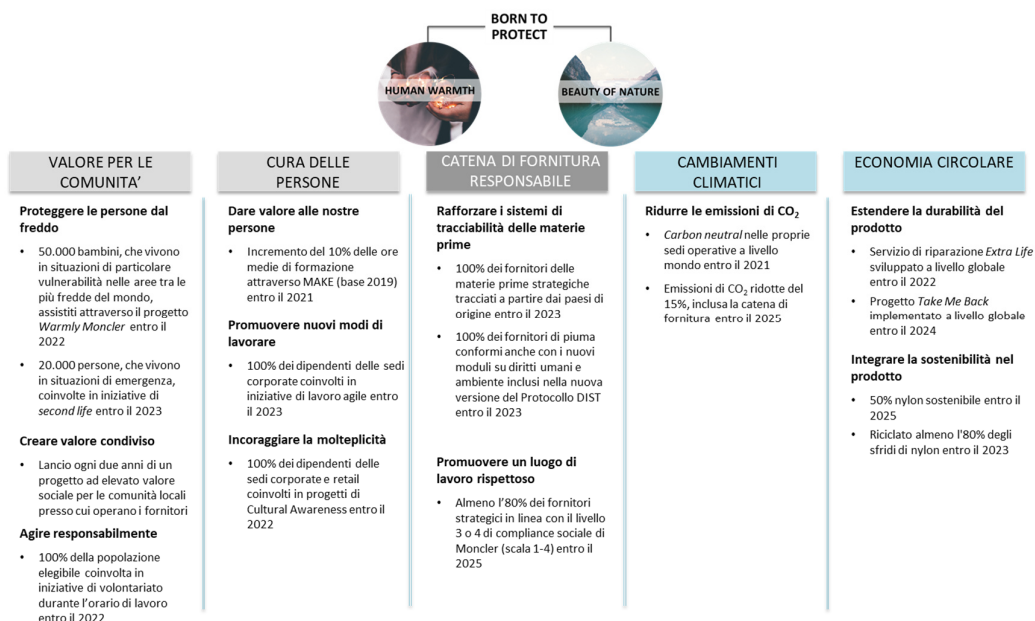 BORN TO
PROTECT
HUMAN WARMTH
BEAUTY OF NATURE
VALORE PER LE
COMUNITA’
Proteggere le persone dal
freddo
• 50.000 bambini, che vivono
in situazioni di particolare
vulnerabilità nelle aree tra le
più fredde del mondo,
assistiti attraverso il progetto
Warmly Moncler entro il
2022
• 20.000 persone, che vivono
in situazioni di emergenza,
coinvolte in iniziative di
second life entro il 2023
Creare valore condiviso
• Lancio ogni due anni di un
progetto ad elevato valore
sociale per le comunità locali
presso cui operano i fornitori
Agire responsabilmente
• 100% della popolazione
elegibile coinvolta in
iniziative di volontariato
durante l’orario di lavoro
entro il 2022
CURA DELLE
PERSONE
Dare valore alle nostre
persone
• Incremento del 10% delle ore
medie di formazione
attraverso MAKE (base 2019)
entro il 2021
Promuovere nuovi modi di
lavorare
• 100% dei dipendenti delle sedi
corporate coinvolti in
iniziative di lavoro agile entro
il 2023
Incoraggiare la molteplicità
• 100% dei dipendenti delle
sedi corporate e retail
coinvolti in progetti di
Cultural Awareness entro il
2022
CATENA DI FORNITURA
RESPONSABILE
Rafforzare i sistemi di
tracciabilità delle materie
prime
• 100% dei fornitori delle
materie prime strategiche
tracciati a partire dai paesi di
origine entro il 2023
• 100% dei fornitori di piuma
conformi anche con i nuovi
moduli su diritti umani e
ambiente inclusi nella nuova
versione del Protocollo DIST
entro il 2023
Promuovere un luogo di
lavoro rispettoso
• Almeno l’80% dei fornitori
strategici in linea con il livello
3 o 4 di compliance sociale di
Moncler (scala 1-4) entro il
2025
CAMBIAMENTI
CLIMATICI
Ridurre le emissioni di CO₂
• Carbon neutral nelle proprie
sedi operative a livello
mondo entro il 2021
• Emissioni di CO₂ ridotte del
15%, inclusa la catena di
fornitura entro il 2025
ECONOMIA CIRCOLARE
Estendere la durabilità del
prodotto
• Servizio di riparazione Extra Life
sviluppato a livello globale
entro il 2022
• Progetto Take Me Back
implementato a livello globale
entro il 2024
Integrare la sostenibilità nel
prodotto
• 50% nylon sostenibile entro il
2025
• Riciclato almeno l'80% degli
sfridi di nylon entro il 2023